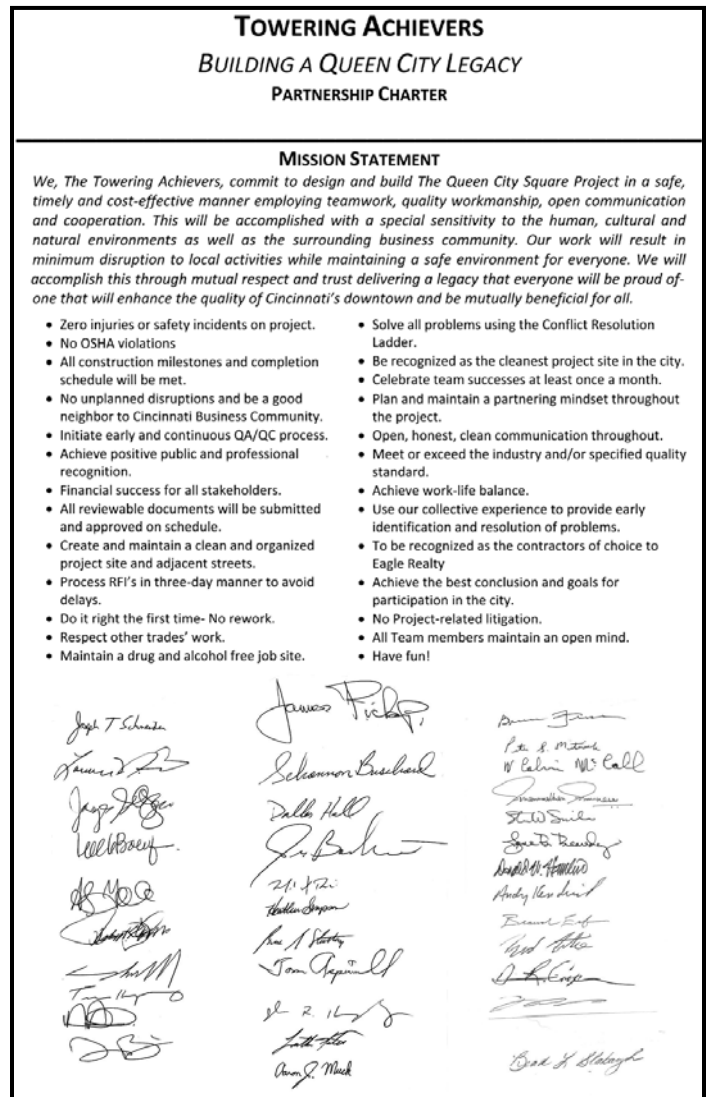 TOWERING ACHIEVERS
BUILDING A QUEEN CITY LEGACY
PARTNERSHIP CHARTER
MISSION STATEMENT
We, The Towering Achievers, commit to design and build The Queen City Square Project in a safe,
timely and cost-effective manner employing teamwork, quality workmanship, open communication
and cooperation. This will be accomplished with a special sensitivity to the human, cultural and
natural environments as well as the surrounding business community. Our work will result in
minimum disruption to local activities while maintaining a safe environment for everyone. We will
accomplish this through mutual respect and trust delivering a legacy that everyone will be proud of-
one that will enhance the quality of Cincinnati's downtown and be mutually beneficial for all.
• Zero injuries or safety incidents on project.
• No OSHA violations
• All construction milestones and completion
schedule will be met.
• No unplanned disruptions and be a good
neighbor to Cincinnati Business Community.
• Initiate early and continuous QA/QC process.
• Achieve positive public and professional
recognition.
• Financial success for all stakeholders.
• All reviewable documents will be submitted
and approved on schedule.
• Create and maintain a clean and organized
project site and adjacent streets.
• Process RFI's in three-day manner to avoid
delays.
• Do it right the first time- No rework.
• Respect other trades' work.
• Maintain a drug and alcohol free job site.
• Solve all problems using the Conflict Resolution
Ladder.
• Be recognized as the cleanest project site in the city.
• Celebrate team successes at least once a month.
• Plan and maintain a partnering mindset throughout
the project.
• Open, honest, clean communication throughout.
• Meet or exceed the industry and/or specified quality
standard.
• Achieve work-life balance.
• Use our collective experience to provide early
identification and resolution of problems.
• To be recognized as the contractors of choice to
Eagle Realty
• Achieve the best conclusion and goals for
participation in the city.
• No Project-related litigation.
• All Team members maintain an open mind.
• Have fun!
Joseph T Schneider
James
Dallas Hall
Heather Simpson
Tom Aspinall
Aaron J. Muck
W Calvin McCall
Andy
Brad L Slabaugh